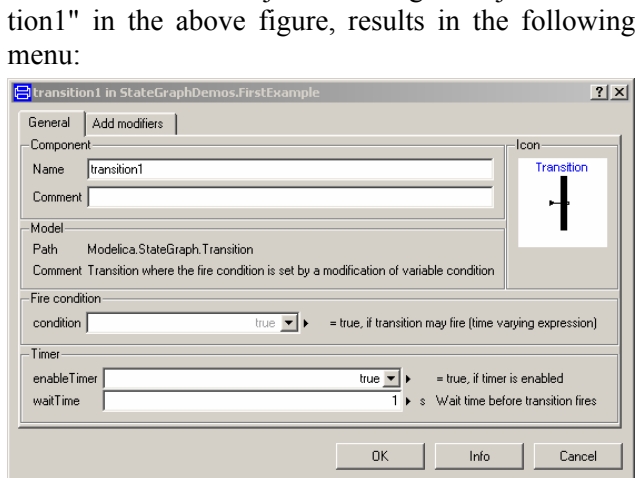 tion1" in the above figure, results in the following
menu:
transition1 in StateGraphDemos.FirstExample
General Add modifiers
Component
Name transition1
Comment
Icon
Transition
Model
Path Modelica.StateGraph.Transition
Comment Transition where the fire condition is set by a modification of variable condition
Fire condition
condition true = true, if transition may fire (time varying expression)
Timer
enableTimer true = true, if timer is enabled
waitTime 1 s Wait time before transition fires
OK Info Cancel